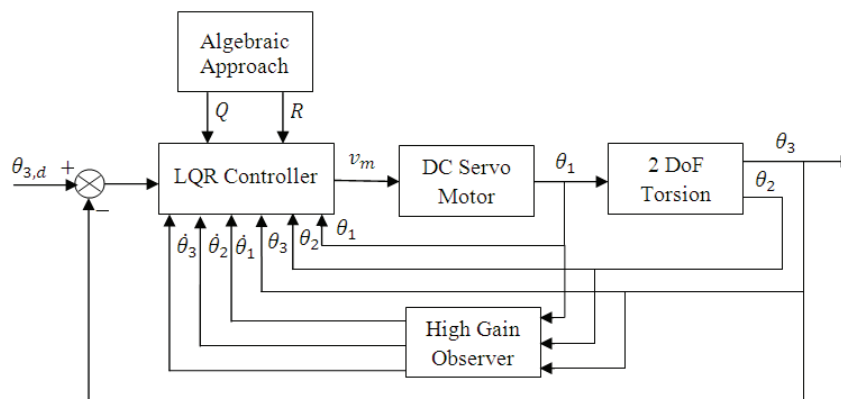 Algebraic
Approach
Q
R
θ₃,d
+
−
LQR Controller
vₘ
DC Servo
Motor
θ₁
2 DoF
Torsion
θ₃
θ₂
θ̇₃
θ̇₂
θ̇₁
θ₃
θ₂
θ₁
High Gain
Observer